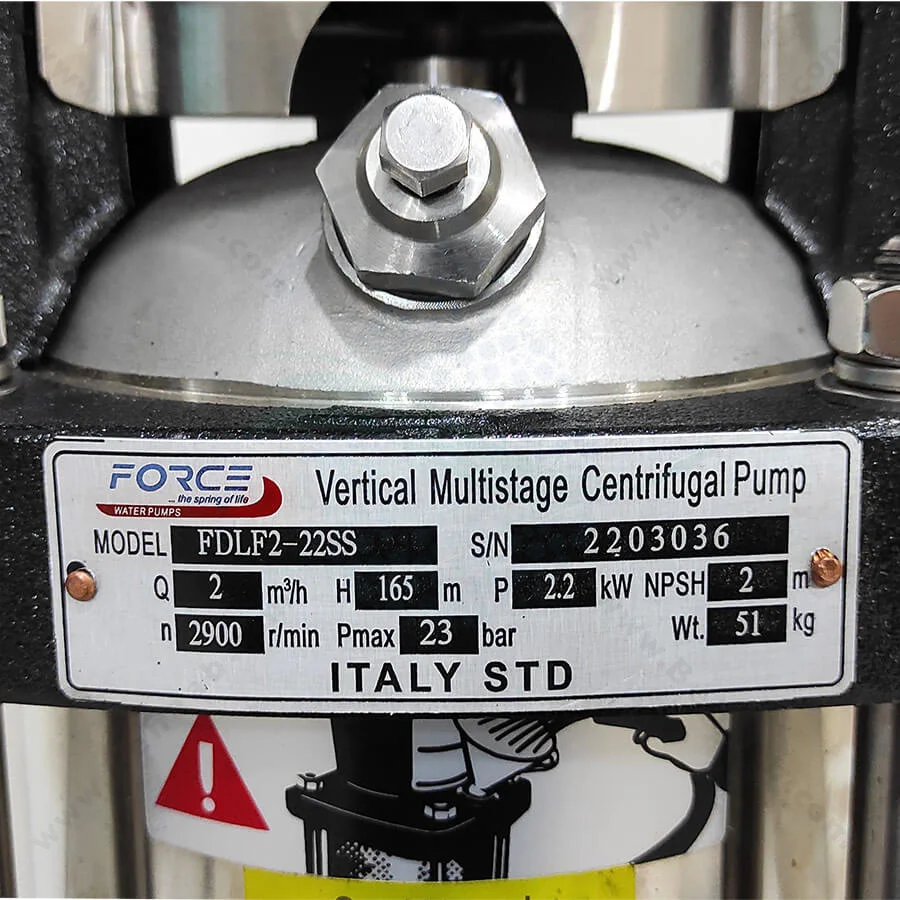 FORCE
... the spring of life
WATER PUMPS
Vertical Multistage Centrifugal Pump
MODEL FDLF2-22SS S/N 2203036
Q 2 m³/h H 165 m P 2.2 kW NPSH 2 m
n 2900 r/min Pmax 23 bar Wt. 51 kg
ITALY STD